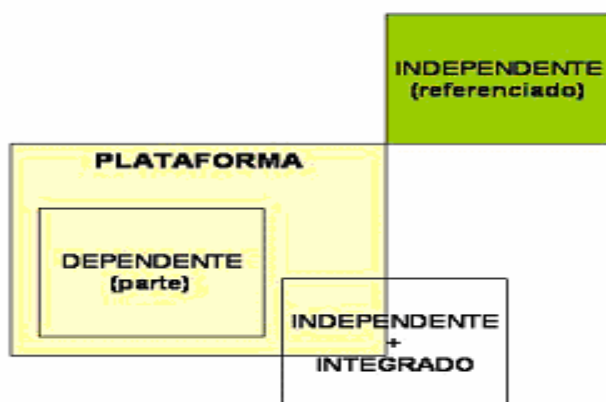 INDEPENDENTE
(referenciado)
PLATAFORMA
DEPENDENTE
(parte)
INDEPENDENTE
+
INTEGRADO